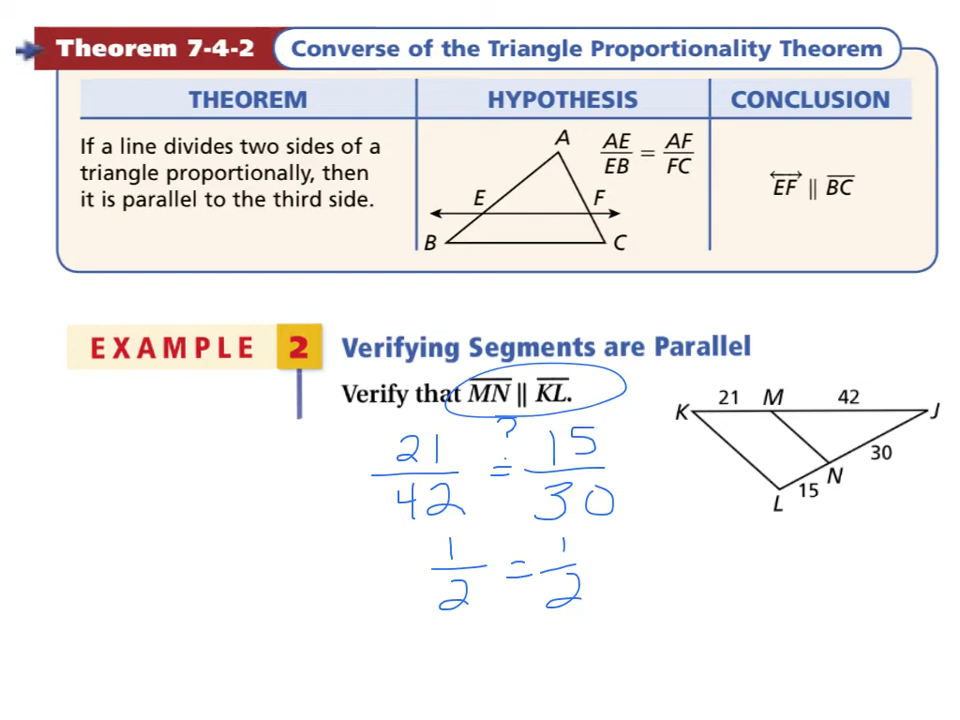 Theorem 7-4-2 Converse of the Triangle Proportionality Theorem
THEOREM HYPOTHESIS CONCLUSION
If a line divides two sides of a
triangle proportionally, then
it is parallel to the third side.
A
E
F
B
C
AE/EB = AF/FC
EF ∥ BC
EXAMPLE 2 Verifying Segments are Parallel
Verify that MN ∥ KL.
K 21 M 42 J
30
N
15
L
21/42 ?= 15/30
1/2 = 1/2